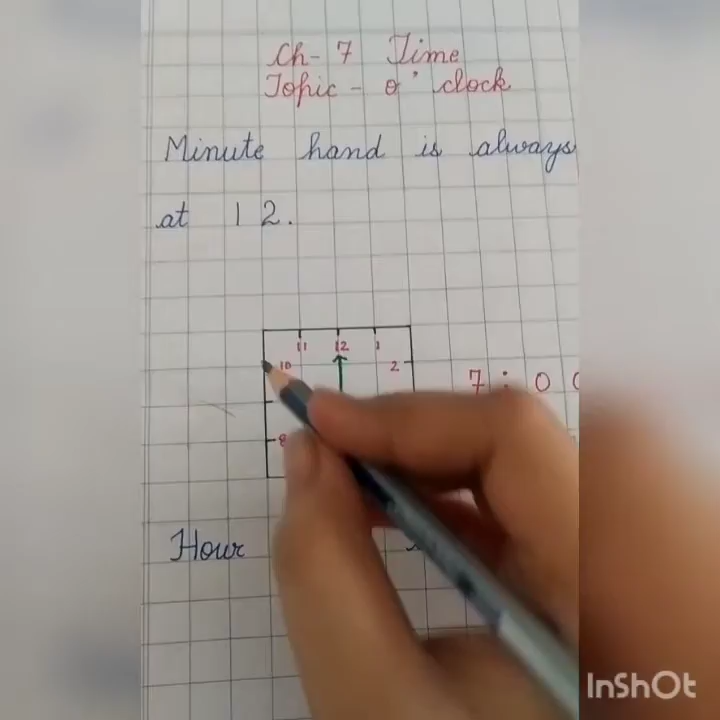 Ch- 7 Time
Topic - o' clock
Minute hand is always
at 12.
11 12 1
10 2
7 : 0 0
8
Hour
InShOt